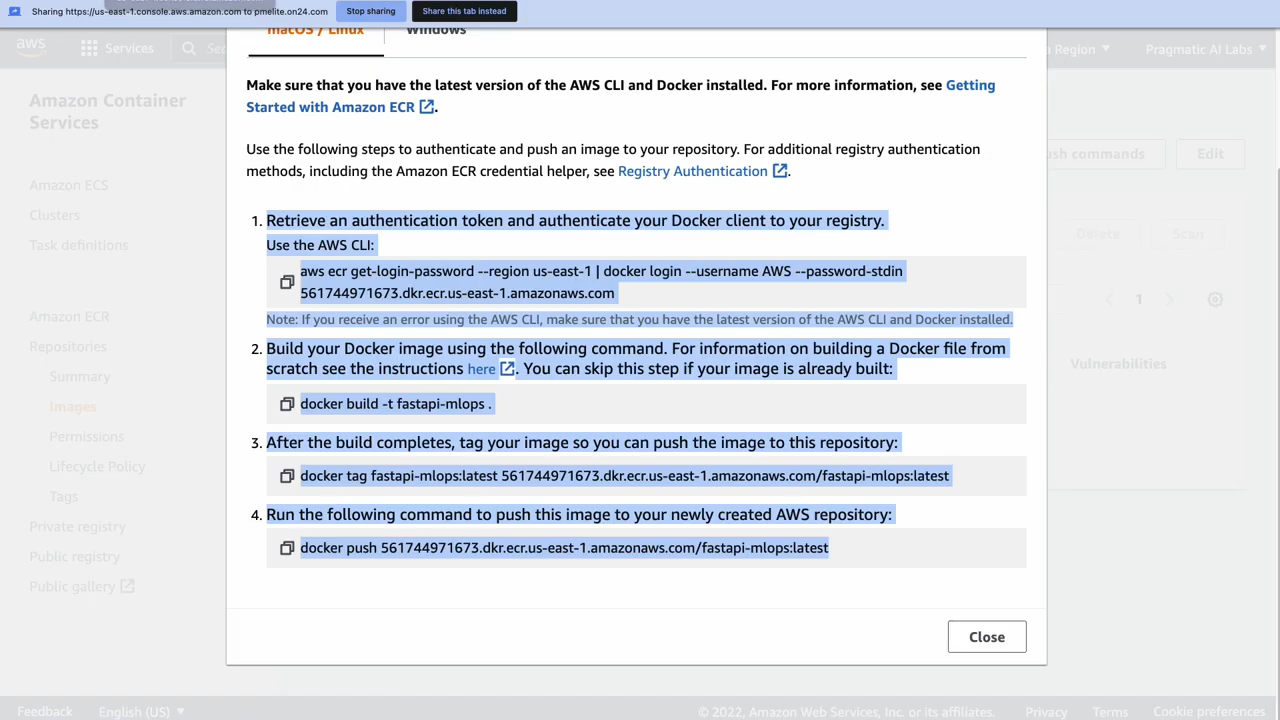 Sharing https://us-east-1.console.aws.amazon.com to pmelite.on24.com
Stop sharing
Share this tab instead
aws
Services
Region
Pragmatic AI Labs
macOS / Linux
Windows
Make sure that you have the latest version of the AWS CLI and Docker installed. For more information, see Getting
Started with Amazon ECR.
Use the following steps to authenticate and push an image to your repository. For additional registry authentication
methods, including the Amazon ECR credential helper, see Registry Authentication.
1. Retrieve an authentication token and authenticate your Docker client to your registry.
Use the AWS CLI:
aws ecr get-login-password --region us-east-1 | docker login --username AWS --password-stdin
561744971673.dkr.ecr.us-east-1.amazonaws.com
Note: If you receive an error using the AWS CLI, make sure that you have the latest version of the AWS CLI and Docker installed.
2. Build your Docker image using the following command. For information on building a Docker file from
scratch see the instructions here. You can skip this step if your image is already built:
docker build -t fastapi-mlops .
3. After the build completes, tag your image so you can push the image to this repository:
docker tag fastapi-mlops:latest 561744971673.dkr.ecr.us-east-1.amazonaws.com/fastapi-mlops:latest
4. Run the following command to push this image to your newly created AWS repository:
docker push 561744971673.dkr.ecr.us-east-1.amazonaws.com/fastapi-mlops:latest
Close
Amazon Container
Services
Amazon ECS
Clusters
Task definitions
Amazon ECR
Repositories
Summary
Images
Permissions
Lifecycle Policy
Tags
Private registry
Public registry
Public gallery
commands
Edit
Delete
Scan
1
Vulnerabilities
Feedback
English (US)
© 2022, Amazon Web Services, Inc. or its affiliates.
Privacy
Terms
Cookie preferences